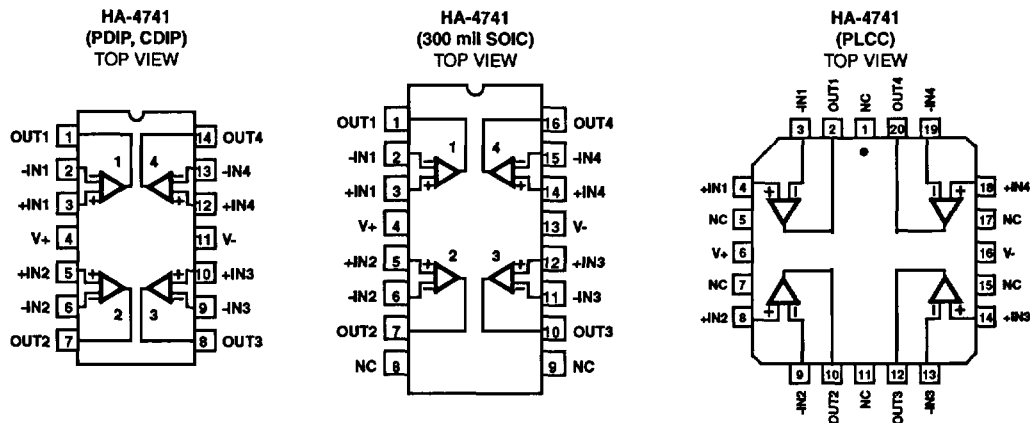 HA-4741
(PDIP, CDIP)
TOP VIEW
OUT1 1
14 OUT4
-IN1 2
13 -IN4
+IN1 3
12 +IN4
V+ 4
11 V-
+IN2 5
10 +IN3
-IN2 6
9 -IN3
OUT2 7
8 OUT3
1 4
2 3
HA-4741
(300 mil SOIC)
TOP VIEW
OUT1 1
16 OUT4
-IN1 2
15 -IN4
+IN1 3
14 +IN4
V+ 4
13 V-
+IN2 5
12 +IN3
-IN2 6
11 -IN3
OUT2 7
10 OUT3
NC 8
9 NC
1 4
2 3
HA-4741
(PLCC)
TOP VIEW
-IN1 OUT1 NC OUT4 -IN4
3 2 1 20 19
+IN1 4
18 +IN4
NC 5
17 NC
V+ 6
16 V-
NC 7
15 NC
+IN2 8
14 +IN3
9 10 11 12 13
-IN2 OUT2 NC OUT3 -IN3